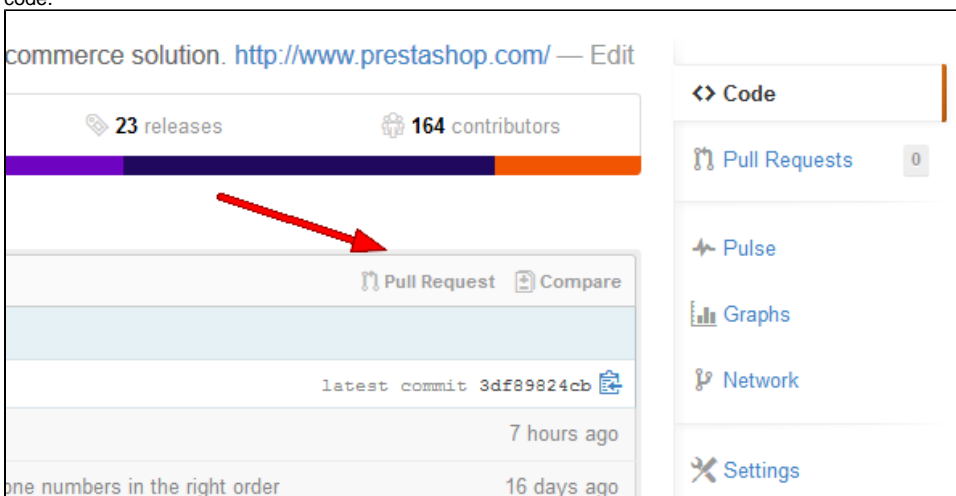 code.
commerce solution. http://www.prestashop.com/ — Edit
23 releases
164 contributors
Pull Request
Compare
latest commit 3df89824cb
7 hours ago
one numbers in the right order
16 days ago
Code
Pull Requests 0
Pulse
Graphs
Network
Settings